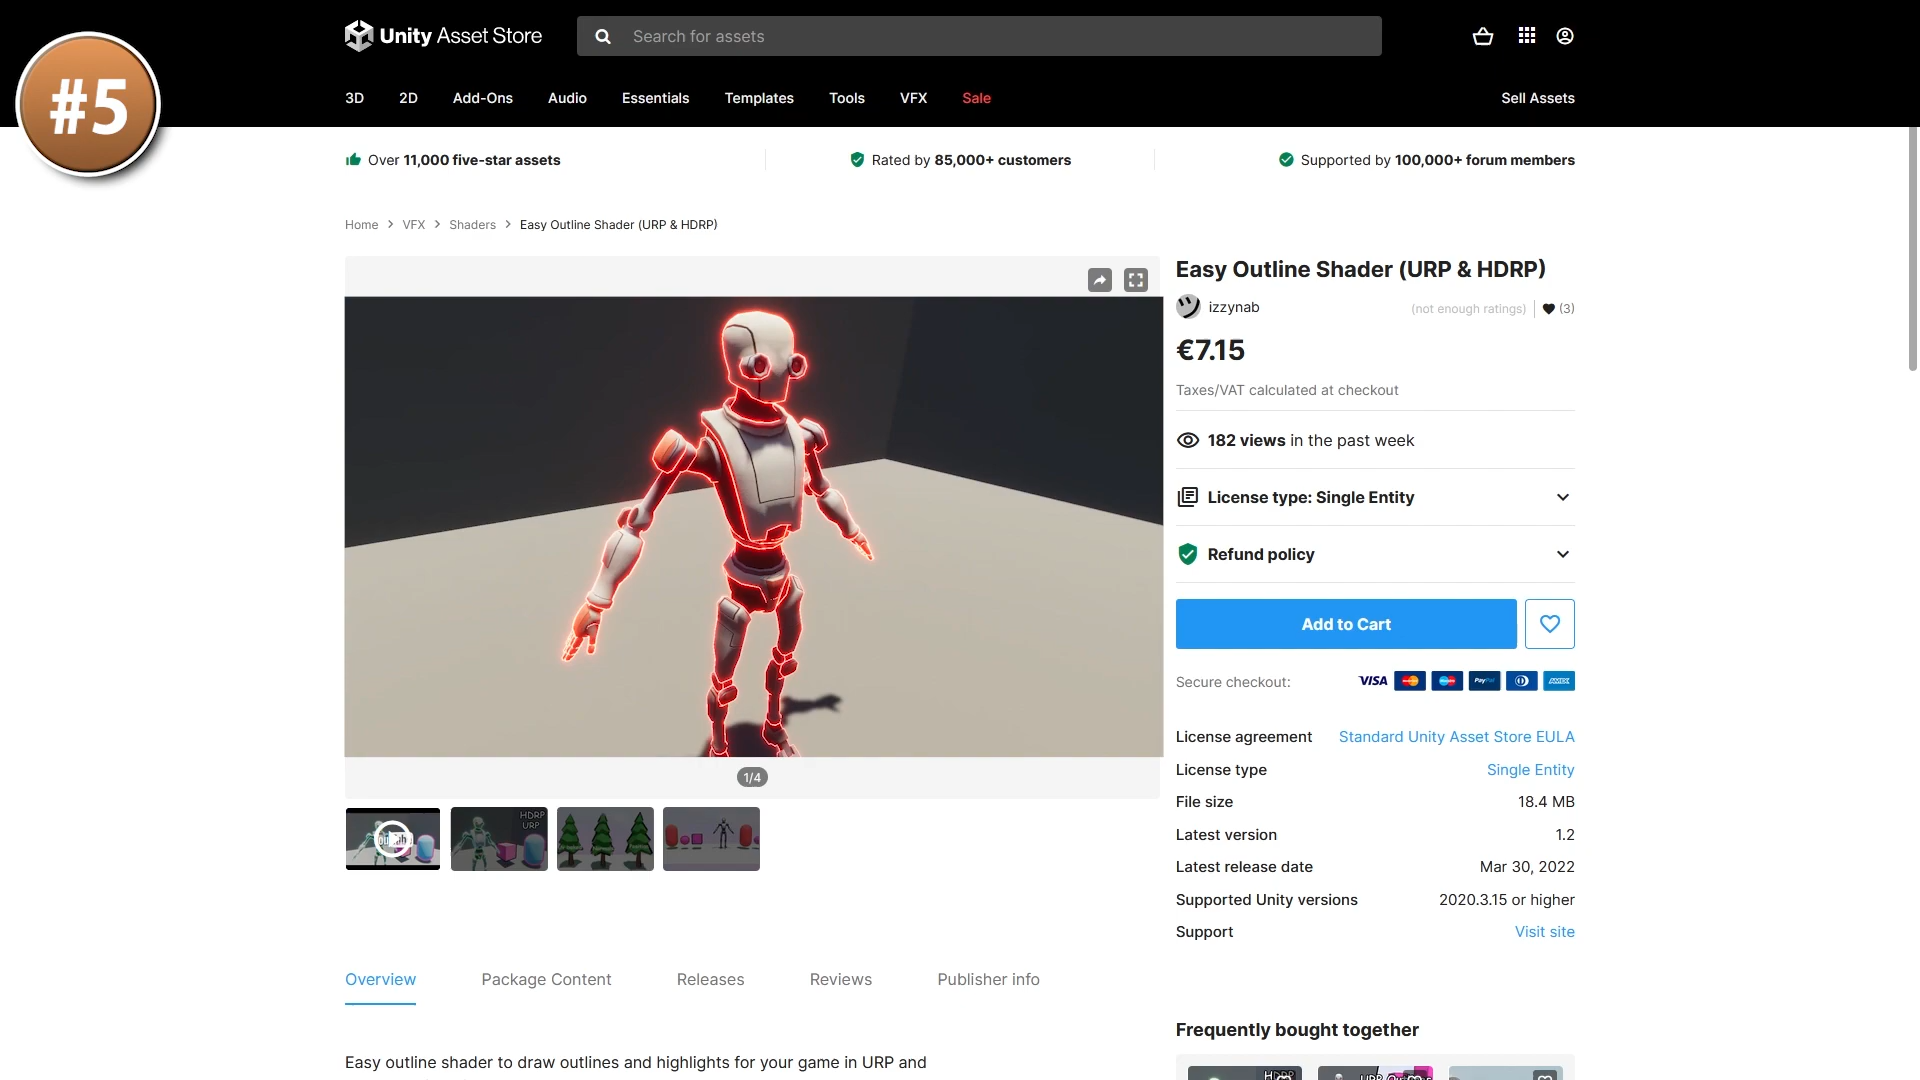 #5
Unity Asset Store
Search for assets
3D 2D Add-Ons Audio Essentials Templates Tools VFX Sale Sell Assets
Over 11,000 five-star assets
Rated by 85,000+ customers
Supported by 100,000+ forum members
Home > VFX > Shaders > Easy Outline Shader (URP & HDRP)
Easy Outline Shader (URP & HDRP)
izzynab (not enough ratings) (3)
€7.15
Taxes/VAT calculated at checkout
182 views in the past week
License type: Single Entity
Refund policy
Add to Cart
Secure checkout: VISA PayPal AMEX
License agreement Standard Unity Asset Store EULA
License type Single Entity
File size 18.4 MB
Latest version 1.2
Latest release date Mar 30, 2022
Supported Unity versions 2020.3.15 or higher
Support Visit site
1/4
HDRP
URP
Overview Package Content Releases Reviews Publisher info
Easy outline shader to draw outlines and highlights for your game in URP and
Frequently bought together
HDRP